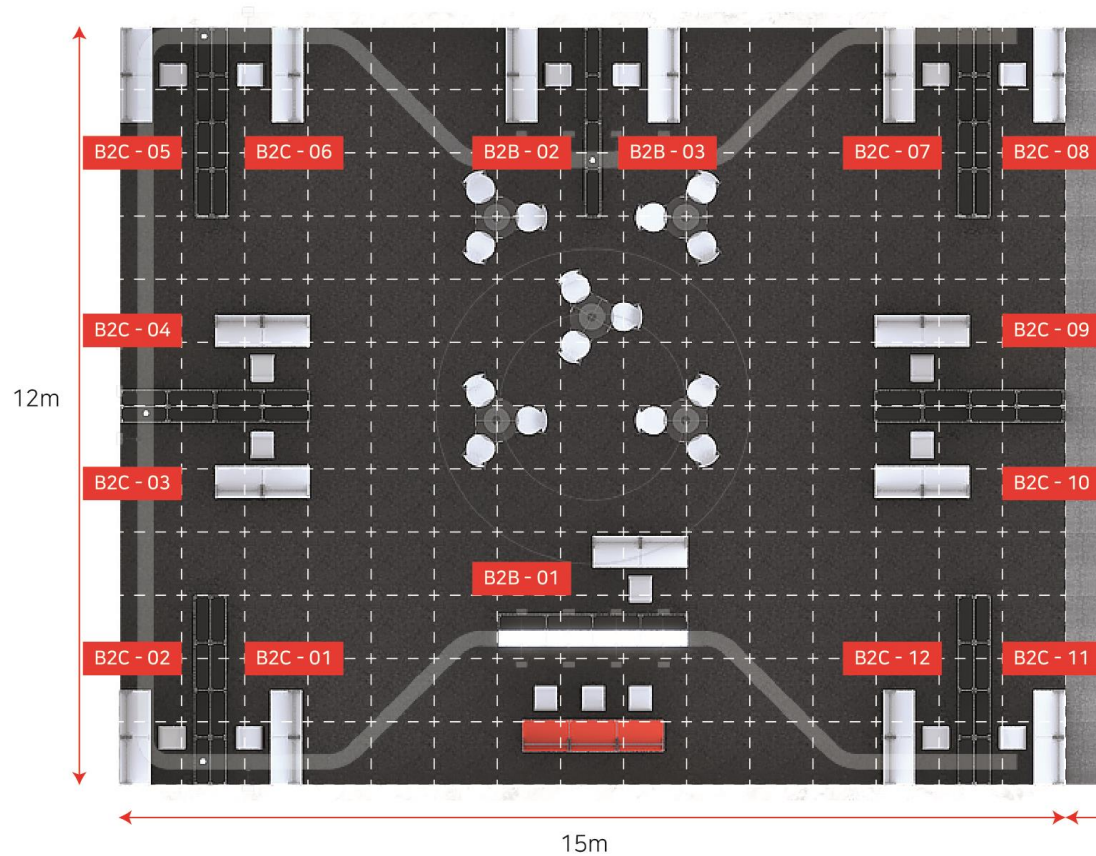 B2C - 05
B2C - 06
B2B - 02
B2B - 03
B2C - 07
B2C - 08
B2C - 04
B2C - 09
12m
B2C - 03
B2C - 10
B2B - 01
B2C - 02
B2C - 01
B2C - 12
B2C - 11
15m